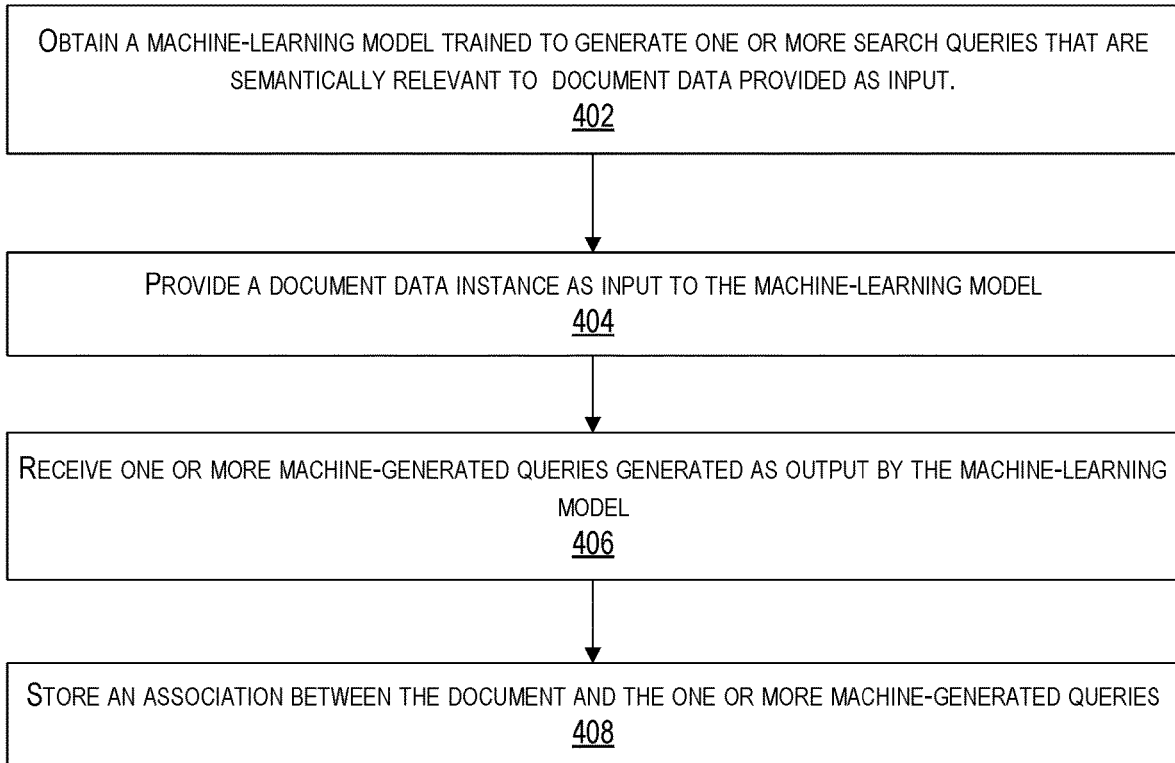 OBTAIN A MACHINE-LEARNING MODEL TRAINED TO GENERATE ONE OR MORE SEARCH QUERIES THAT ARE
SEMANTICALLY RELEVANT TO DOCUMENT DATA PROVIDED AS INPUT.
402
PROVIDE A DOCUMENT DATA INSTANCE AS INPUT TO THE MACHINE-LEARNING MODEL
404
RECEIVE ONE OR MORE MACHINE-GENERATED QUERIES GENERATED AS OUTPUT BY THE MACHINE-LEARNING
MODEL
406
STORE AN ASSOCIATION BETWEEN THE DOCUMENT AND THE ONE OR MORE MACHINE-GENERATED QUERIES
408